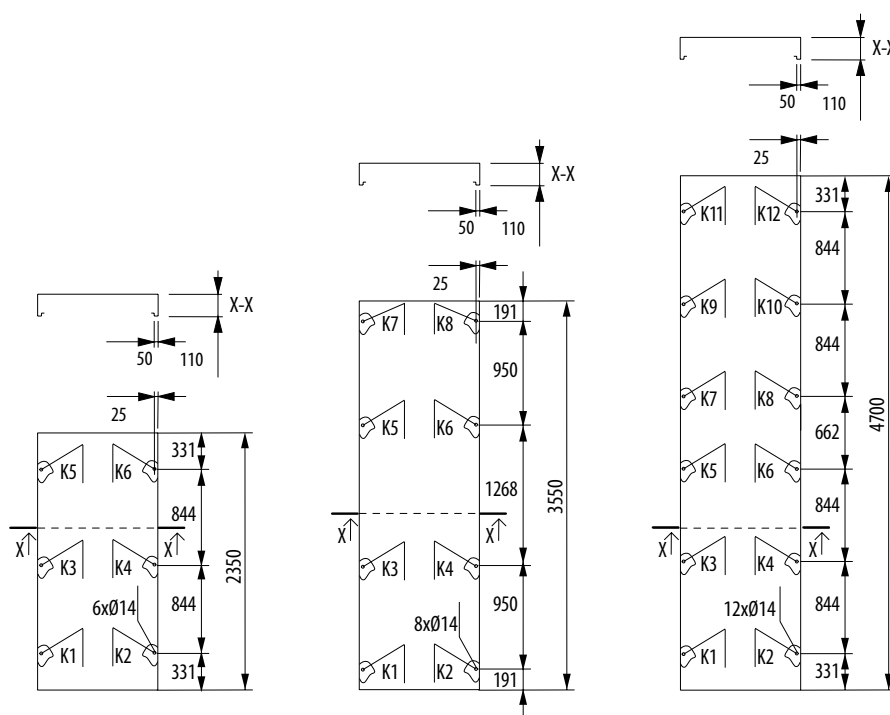 X-X
50
110
25
331
844
844
331
2350
K5
K6
K3
K4
K1
K2
6xØ14
X
X
X-X
50
110
25
191
950
1268
950
191
3550
K7
K8
K5
K6
K3
K4
K1
K2
8xØ14
X
X
X-X
50
110
25
331
844
844
662
844
844
331
4700
K11
K12
K9
K10
K7
K8
K5
K6
K3
K4
K1
K2
12xØ14
X
X